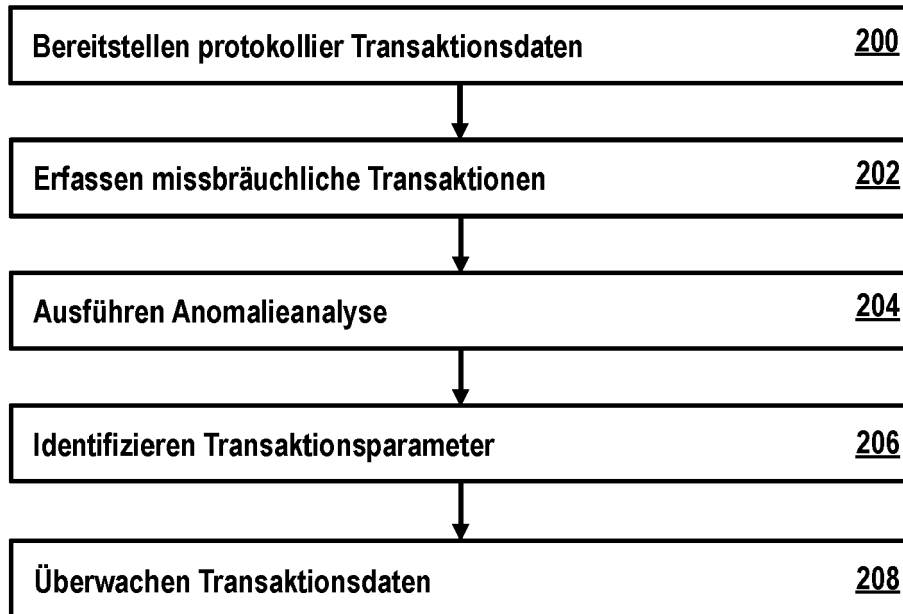 Bereitstellen protokollier Transaktionsdaten 200
Erfassen missbräuchliche Transaktionen 202
Ausführen Anomalieanalyse 204
Identifizieren Transaktionsparameter 206
Überwachen Transaktionsdaten 208